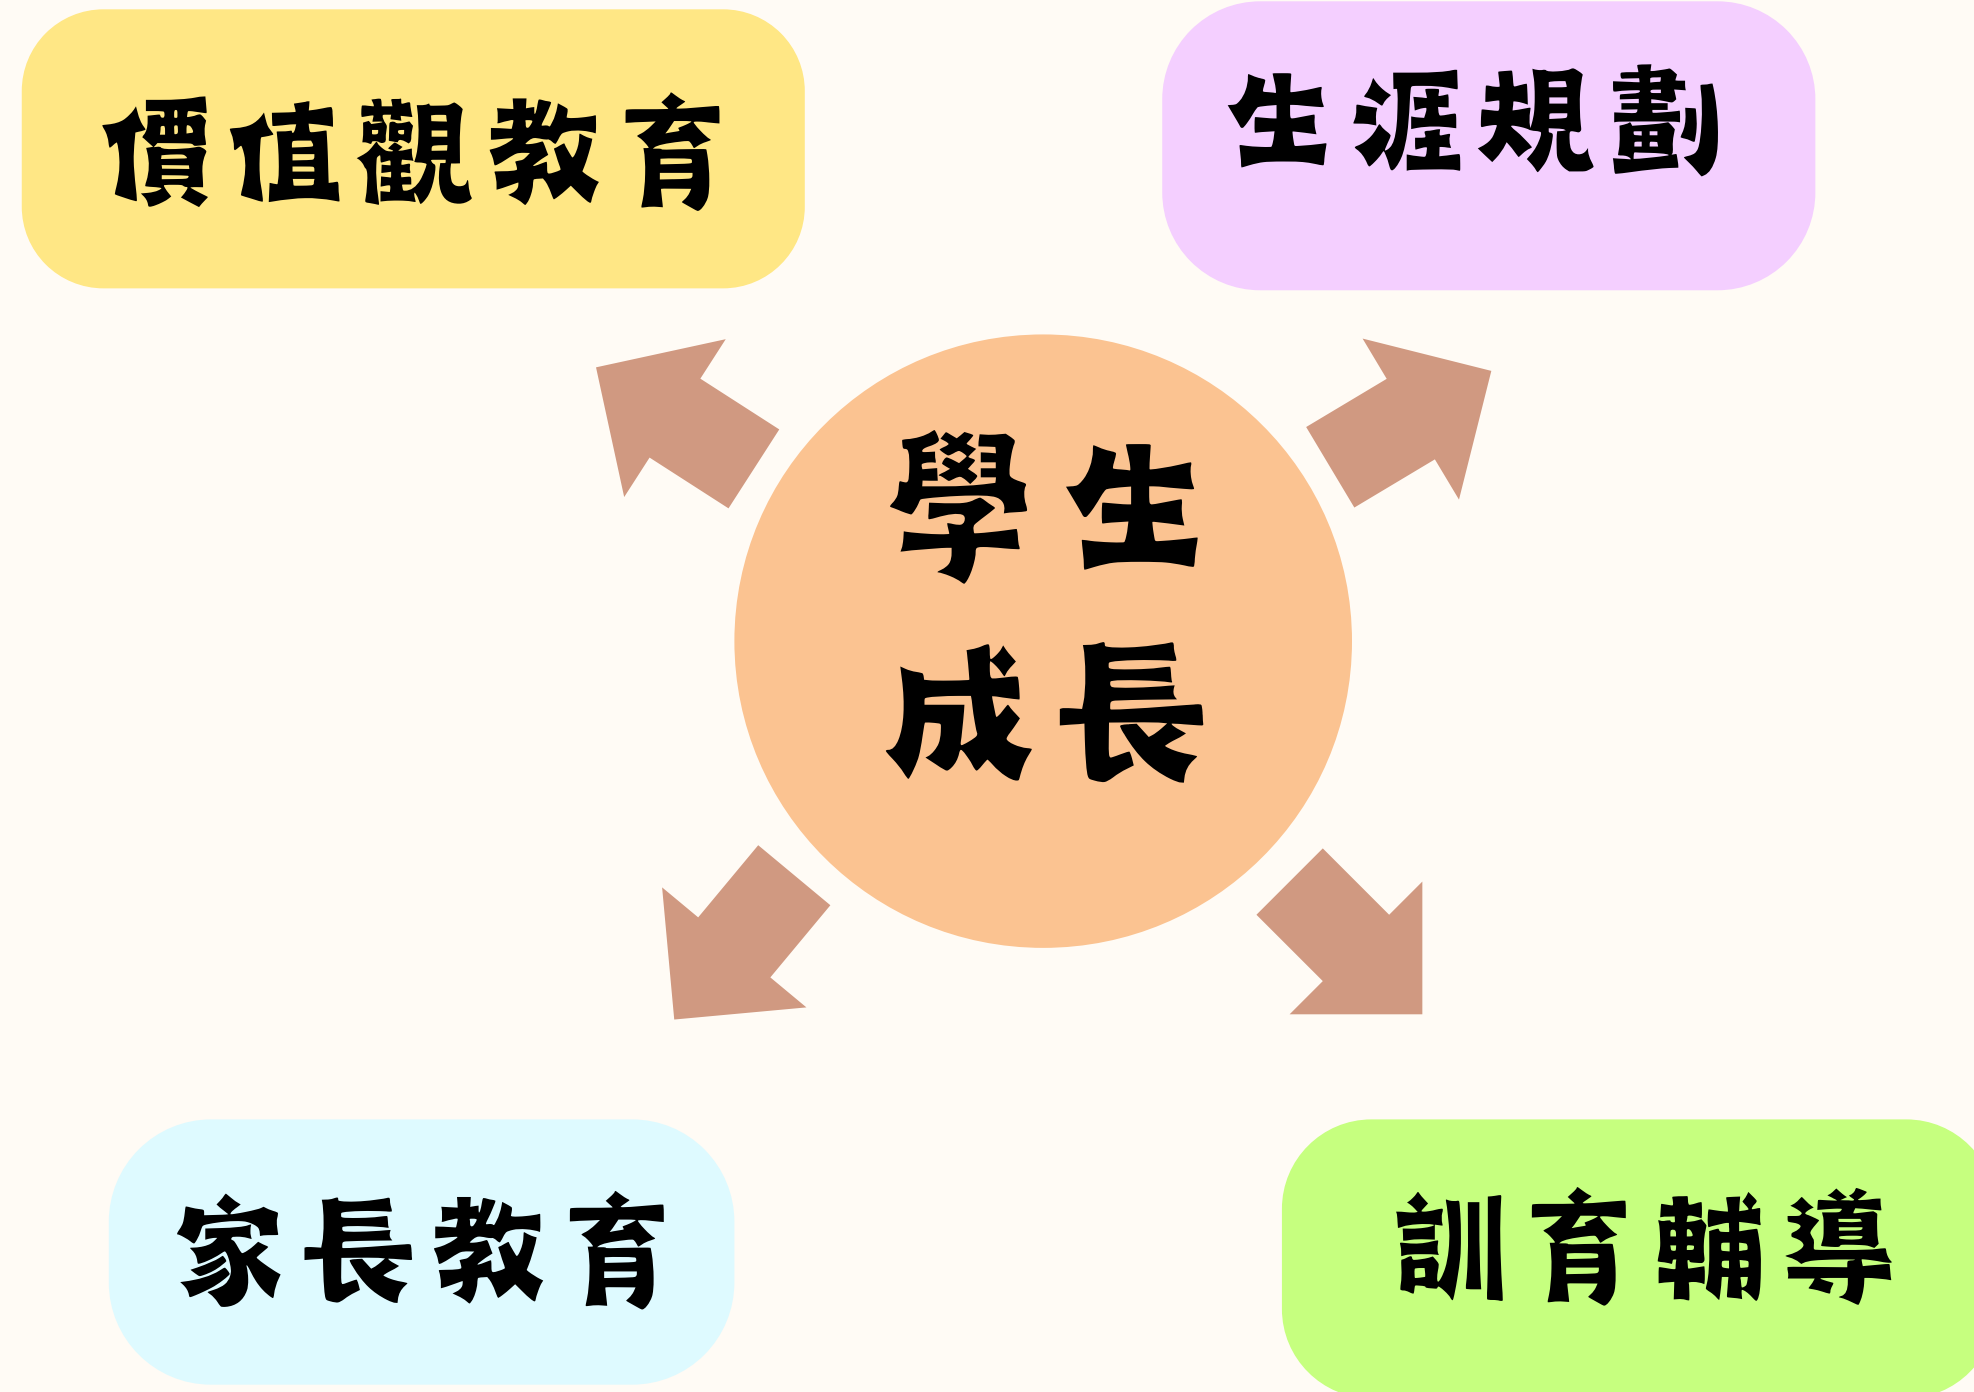 價值觀教育
生涯規劃
學生
成長
家長教育
訓育輔導